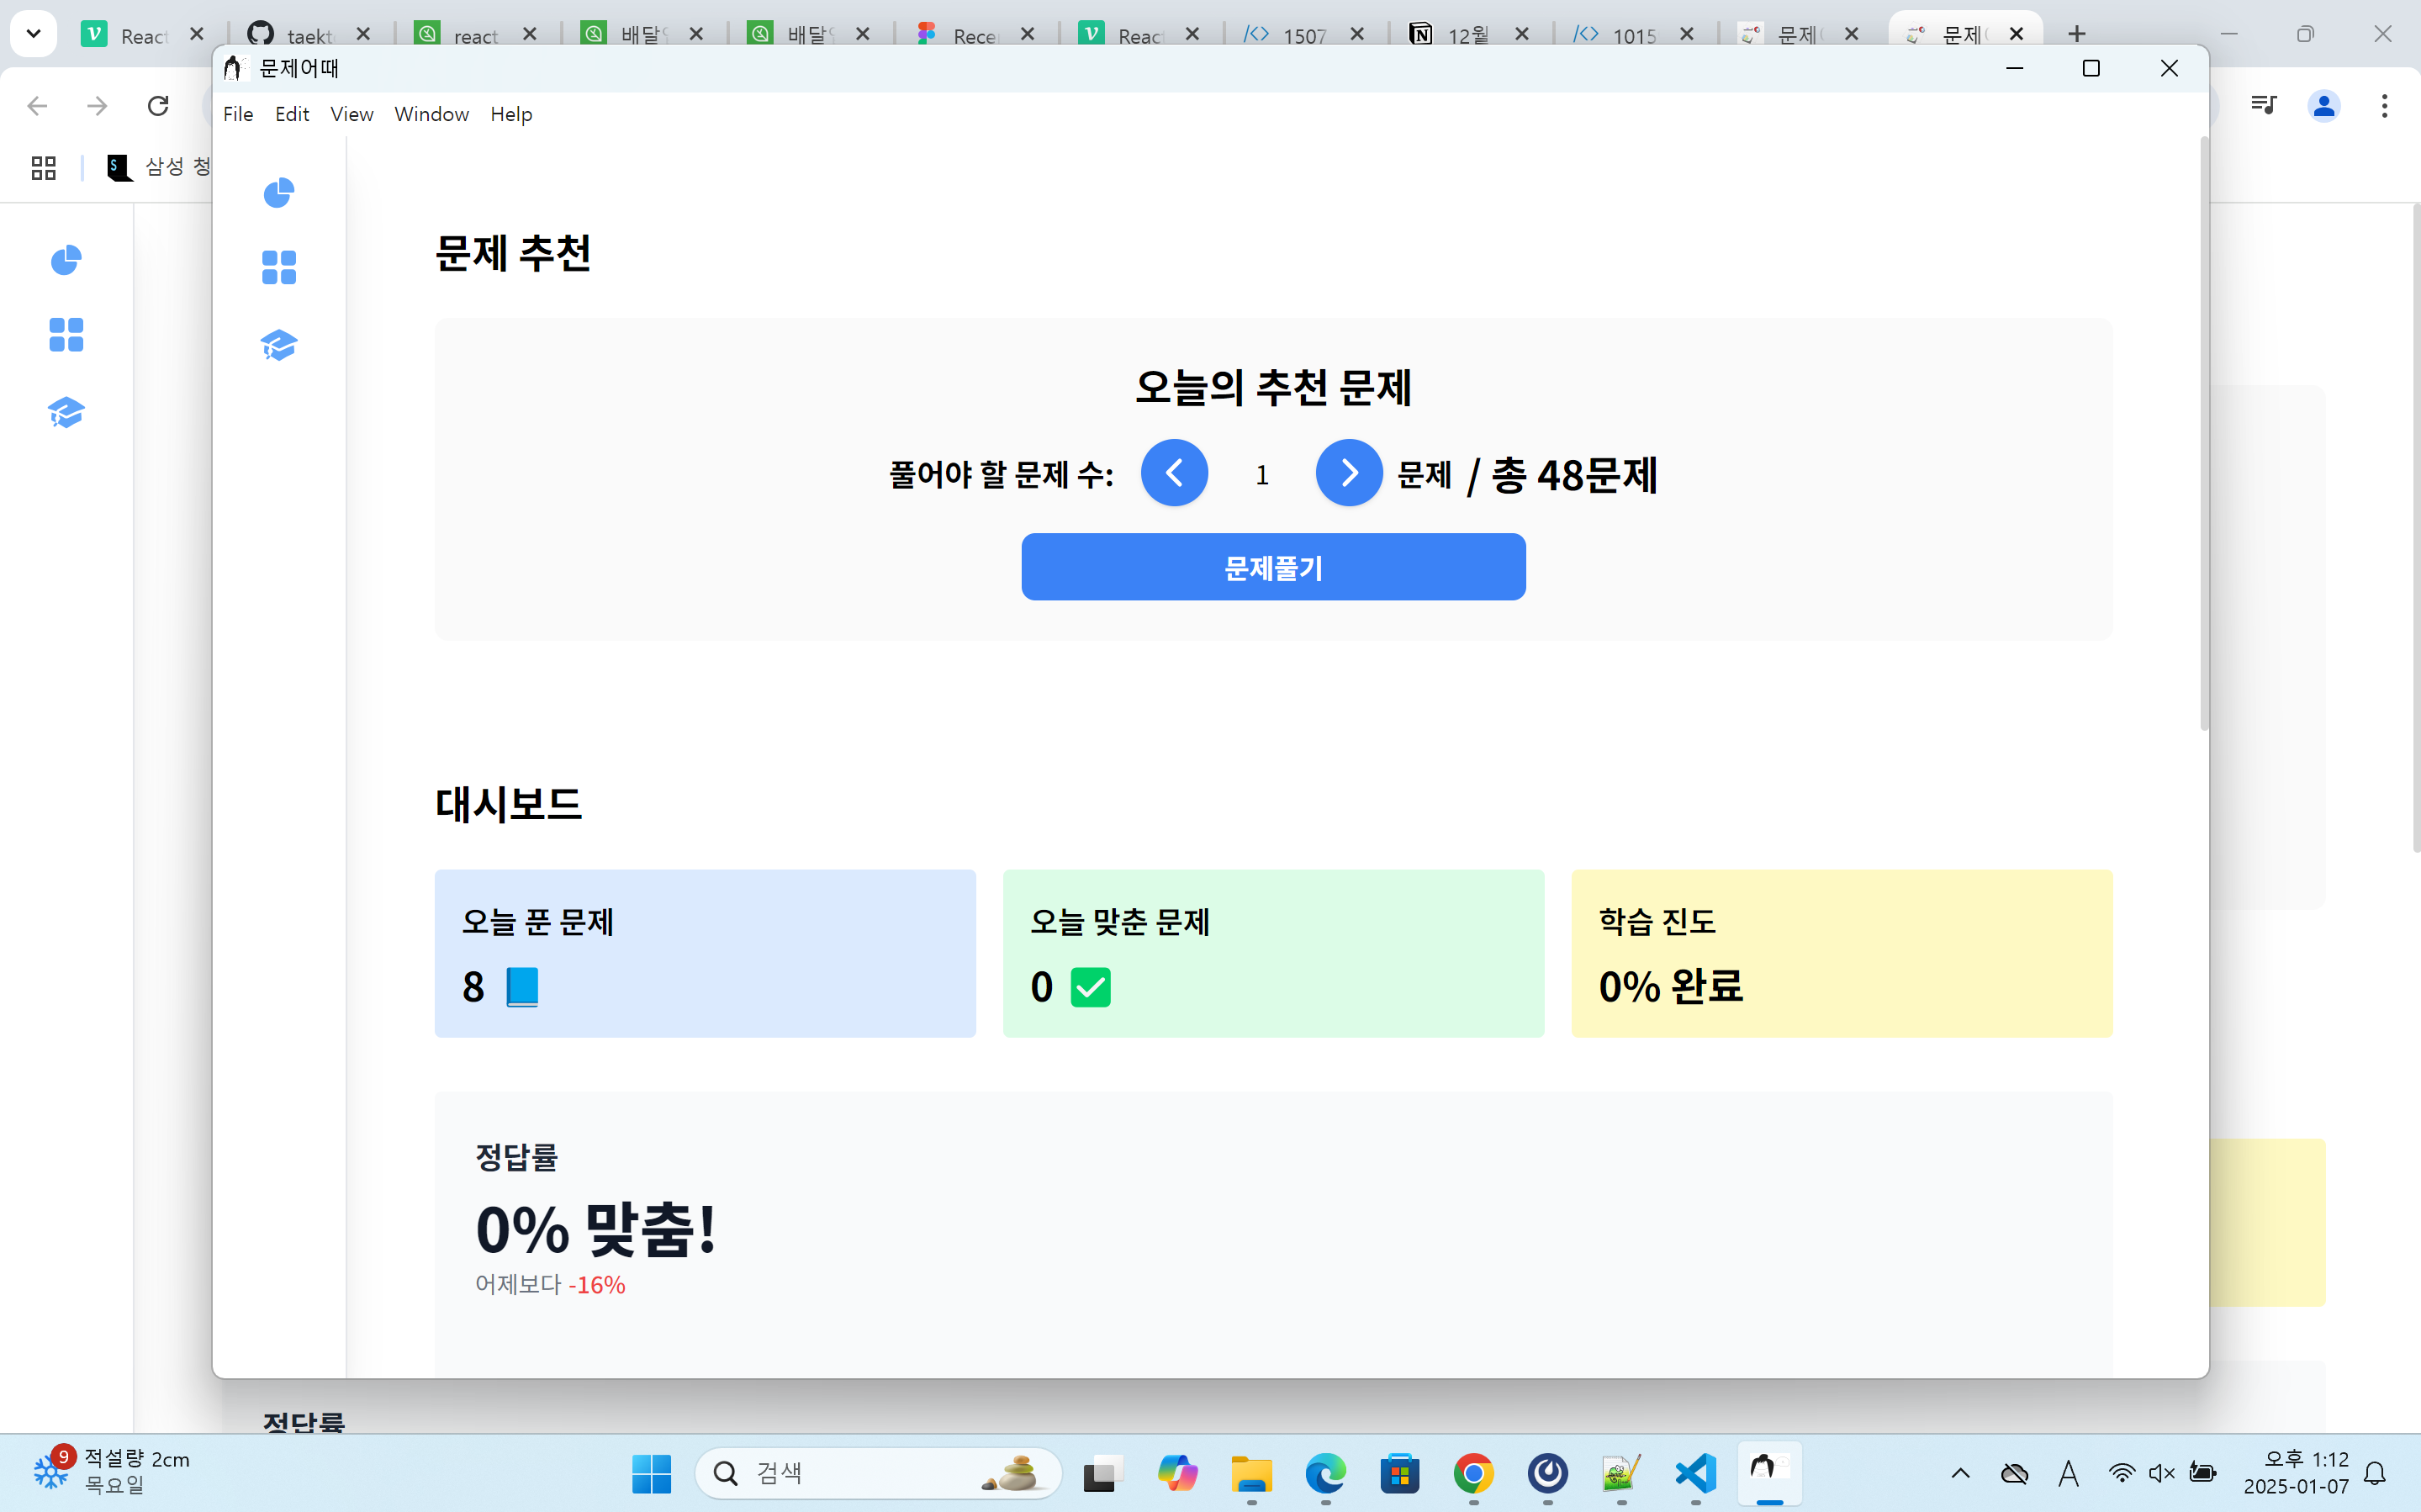 React
taekt
react
배달
배달
Rece
Reac
1507
12월
1015
문제
문제
문제어때
File Edit View Window Help
삼성 청
문제 추천
오늘의 추천 문제
풀어야 할 문제 수: 1 문제 / 총 48문제
문제풀기
대시보드
오늘 푼 문제
8
오늘 맞춘 문제
0
학습 진도
0% 완료
정답률
0% 맞춤!
어제보다 -16%
정답률
9
적설량 2cm
목요일
검색
A
오후 1:12
2025-01-07